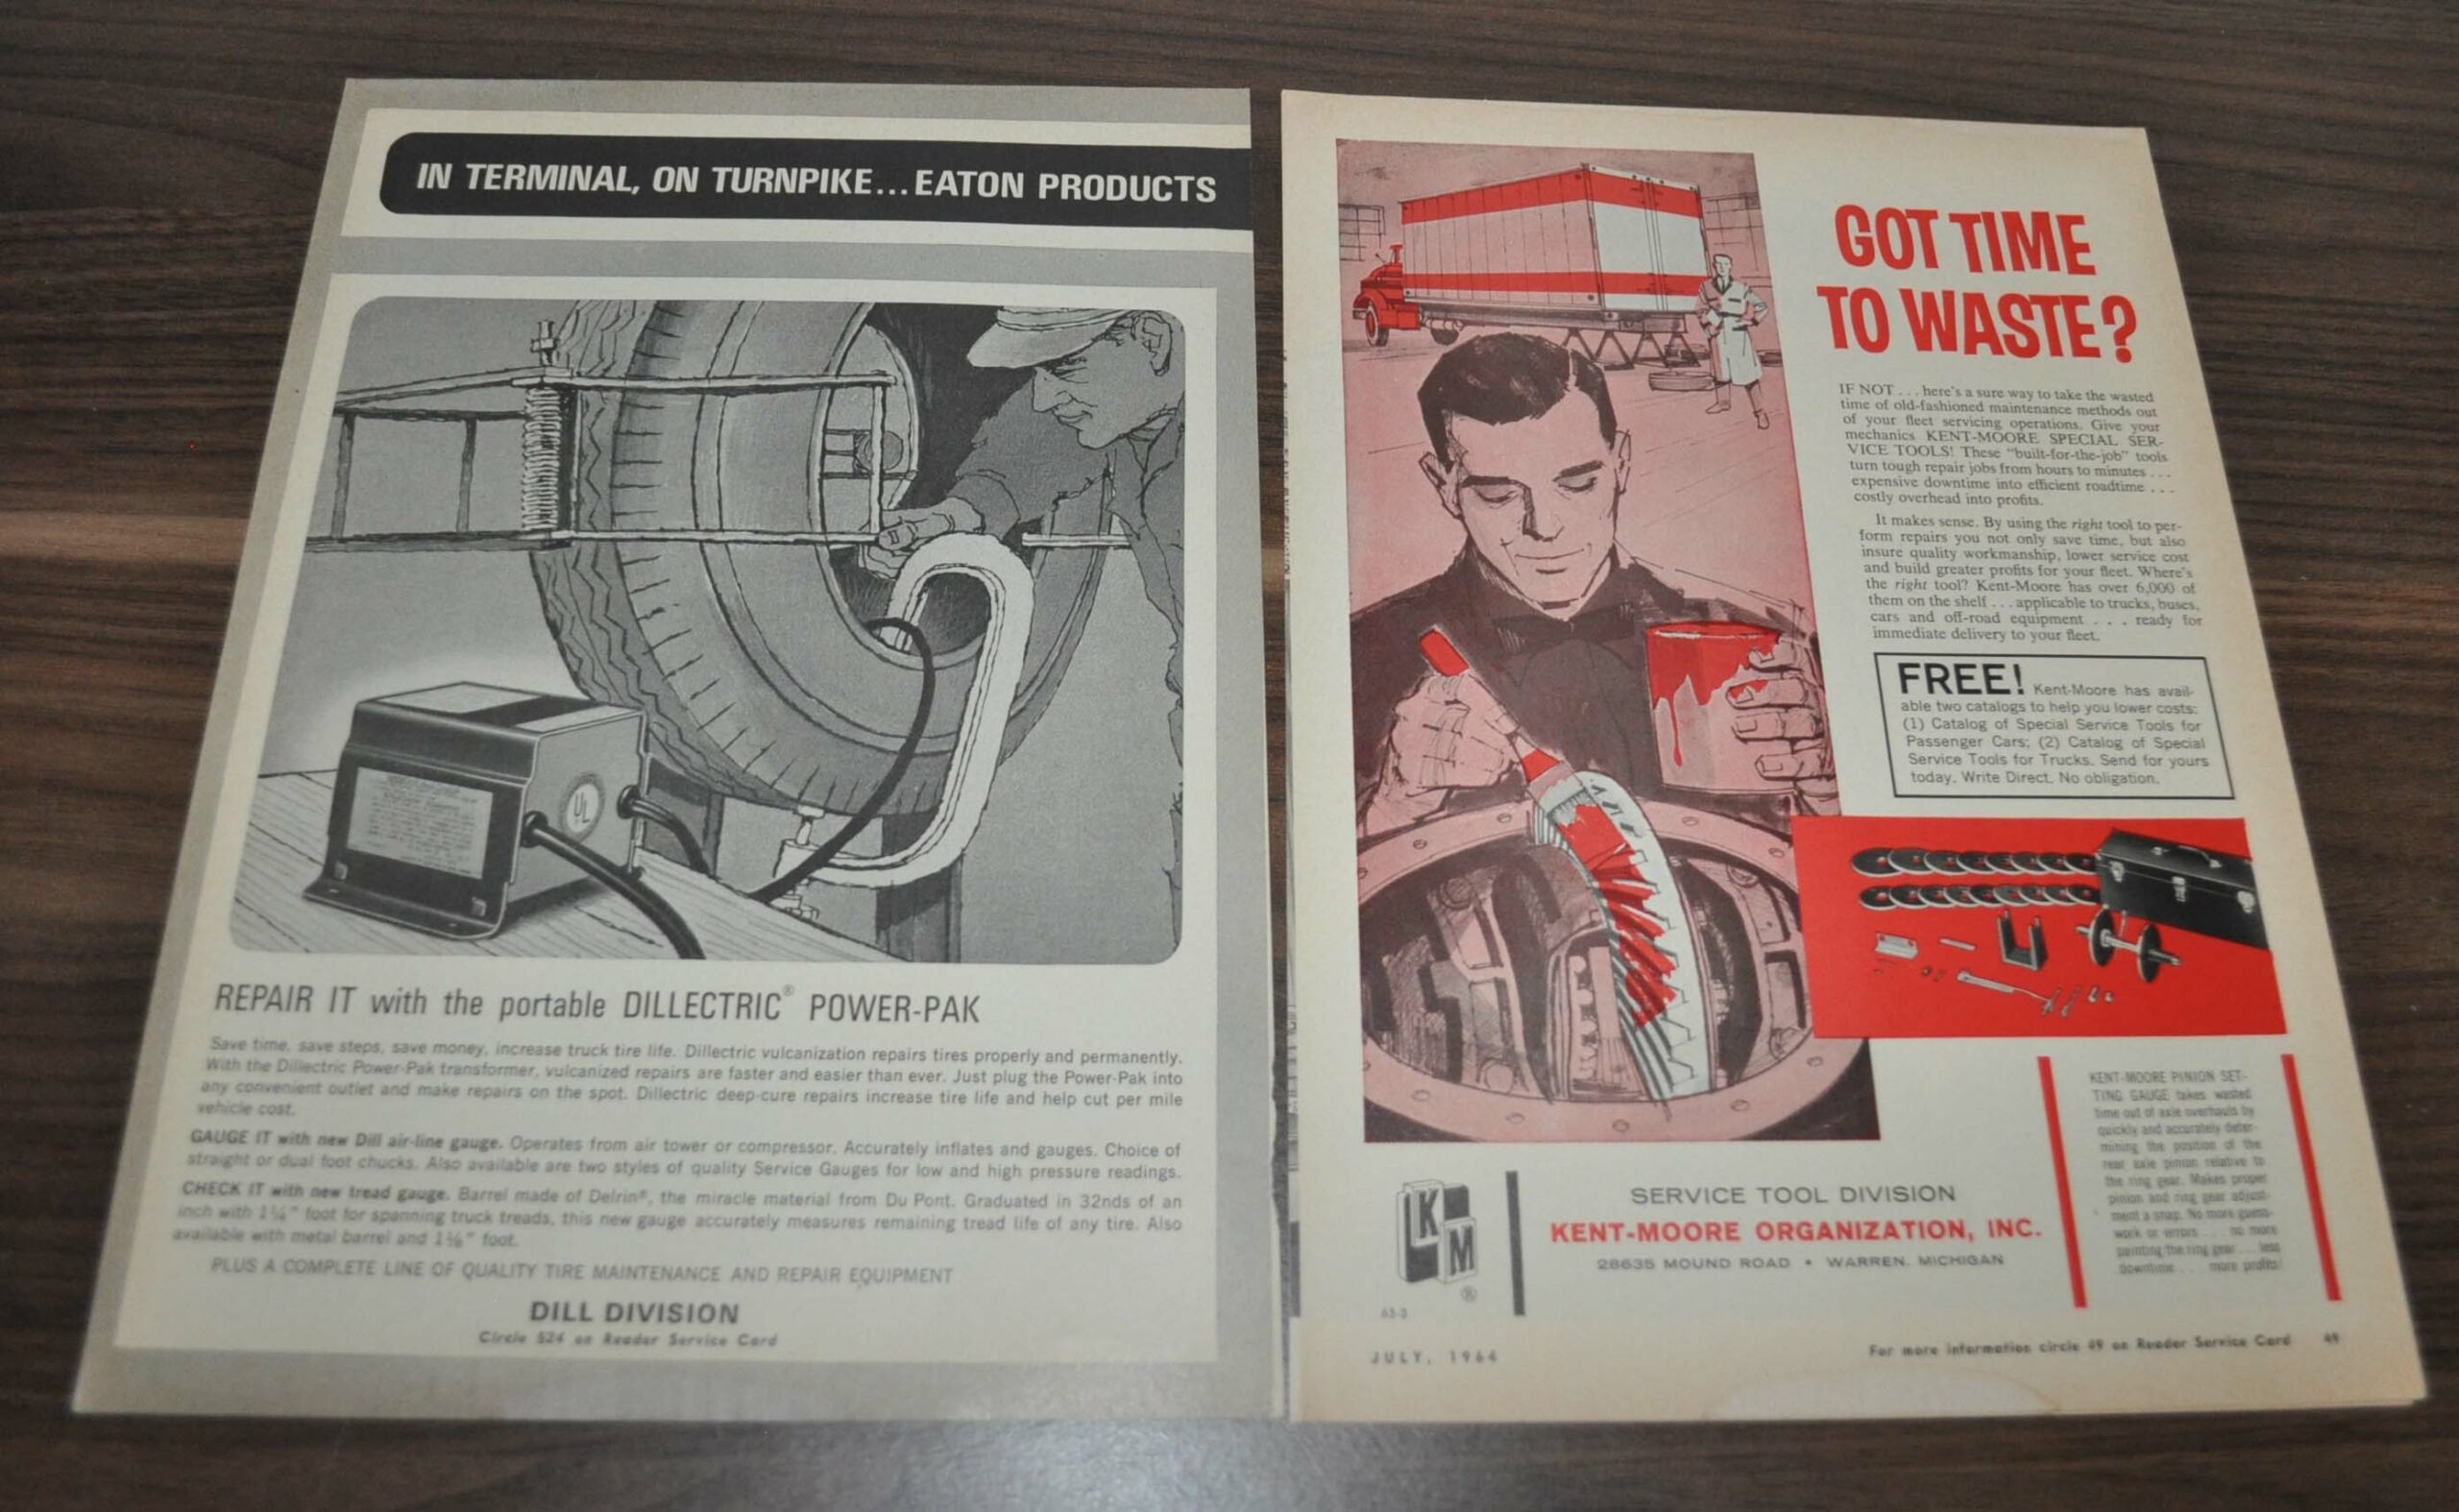 IN TERMINAL, ON TURNPIKE...EATON PRODUCTS
UL
REPAIR IT with the portable DILLECTRIC® POWER-PAK
Save time, save steps, save money, increase truck tire life. Dillectric vulcanization repairs tires properly and permanently.
With the Dillectric Power-Pak transformer, vulcanized repairs are faster and easier than ever. Just plug the Power-Pak into
any convenient outlet and make repairs on the spot. Dillectric deep-cure repairs increase tire life and help cut per mile
vehicle cost.
GAUGE IT with new Dill air-line gauge. Operates from air tower or compressor. Accurately inflates and gauges. Choice of
straight or dual foot chucks. Also available are two styles of quality Service Gauges for low and high pressure readings.
CHECK IT with new tread gauge. Barrel made of Delrin®, the miracle material from Du Pont. Graduated in 32nds of an
inch with foot for spanning truck treads, this new gauge accurately measures remaining tread life of any tire. Also
available with metal barrel and foot.
PLUS A COMPLETE LINE OF QUALITY TIRE MAINTENANCE AND REPAIR EQUIPMENT
DILL DIVISION
Circle 524 on Reader Service Card
GOT TIME
TO WASTE?
IF NOT . . . here's a sure way to take the wasted
time of old-fashioned maintenance methods out
of your fleet servicing operations. Give your
mechanics KENT-MOORE SPECIAL SER-
VICE TOOLS! These "built-for-the-job" tools
turn tough repair jobs from hours to minutes . . .
expensive downtime into efficient roadtime . . .
costly overhead into profits.
It makes sense. By using the right tool to per-
form repairs you not only save time, but also
insure quality workmanship, lower service cost
and build greater profits for your fleet. Where's
the right tool? Kent-Moore has over 6,000 of
them on the shelf . . . applicable to trucks, buses,
cars and off-road equipment . . . ready for
immediate delivery to your fleet.
FREE! Kent-Moore has avail-
able two catalogs to help you lower costs:
(1) Catalog of Special Service Tools for
Passenger Cars; (2) Catalog of Special
Service Tools for Trucks. Send for yours
today. Write Direct. No obligation.
KENT-MOORE PINION SET-
TING GAUGE takes wasted
time out of axle overhauls by
quickly and accurately deter-
mining the position of the
rear axle pinion relative to
the ring gear. Makes proper
pinion and ring gear adjust-
ment a snap. No more guess-
work or errors . . . no more
painting the ring gear . . . less
downtime . . . more profits!
KM
®
SERVICE TOOL DIVISION
KENT-MOORE ORGANIZATION, INC.
28635 MOUND ROAD • WARREN, MICHIGAN
63-3
JULY, 1964
For more information circle 49 on Reader Service Card 49